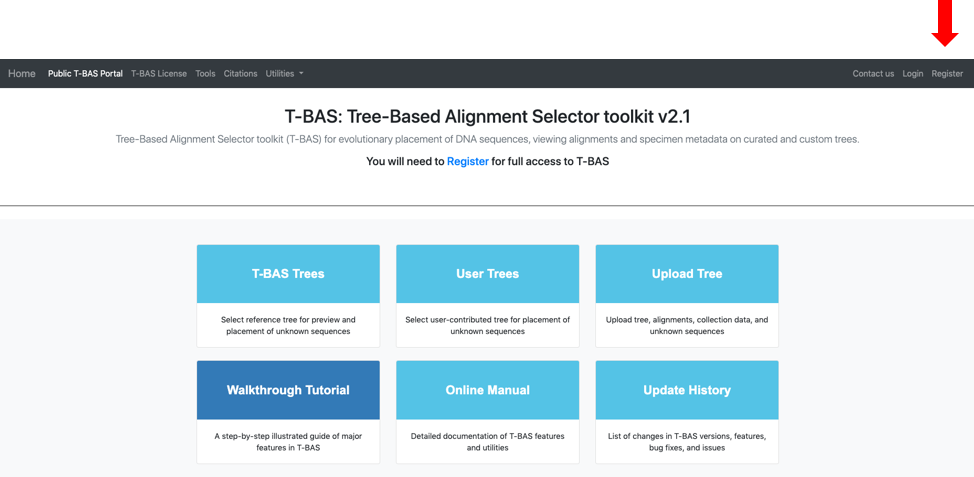 Home Public T-BAS Portal T-BAS License Tools Citations Utilities Contact us Login Register
T-BAS: Tree-Based Alignment Selector toolkit v2.1
Tree-Based Alignment Selector toolkit (T-BAS) for evolutionary placement of DNA sequences, viewing alignments and specimen metadata on curated and custom trees.
You will need to Register for full access to T-BAS
T-BAS Trees
Select reference tree for preview and
placement of unknown sequences
User Trees
Select user-contributed tree for placement of
unknown sequences
Upload Tree
Upload tree, alignments, collection data, and
unknown sequences
Walkthrough Tutorial
A step-by-step illustrated guide of major
features in T-BAS
Online Manual
Detailed documentation of T-BAS features
and utilities
Update History
List of changes in T-BAS versions, features,
bug fixes, and issues